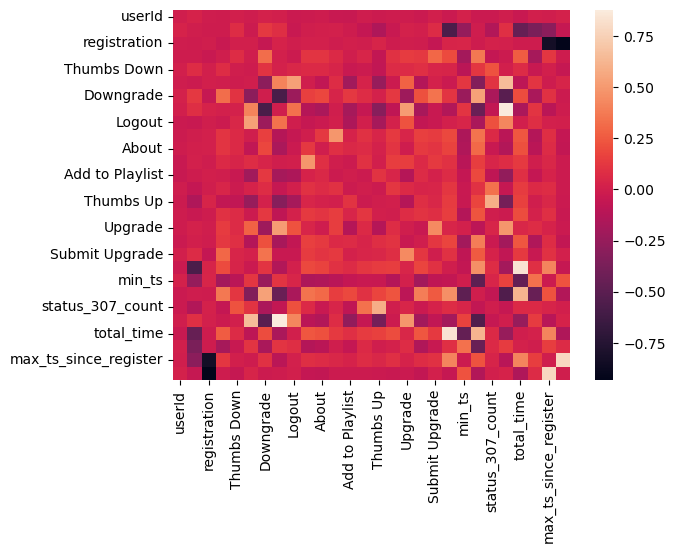 userId
registration
Thumbs Down
Downgrade
Logout
About
Add to Playlist
Thumbs Up
Upgrade
Submit Upgrade
min_ts
status_307_count
total_time
max_ts_since_register
0.75
0.50
0.25
0.00
−0.25
−0.50
−0.75
userId
registration
Thumbs Down
Downgrade
Logout
About
Add to Playlist
Thumbs Up
Upgrade
Submit Upgrade
min_ts
status_307_count
total_time
max_ts_since_register